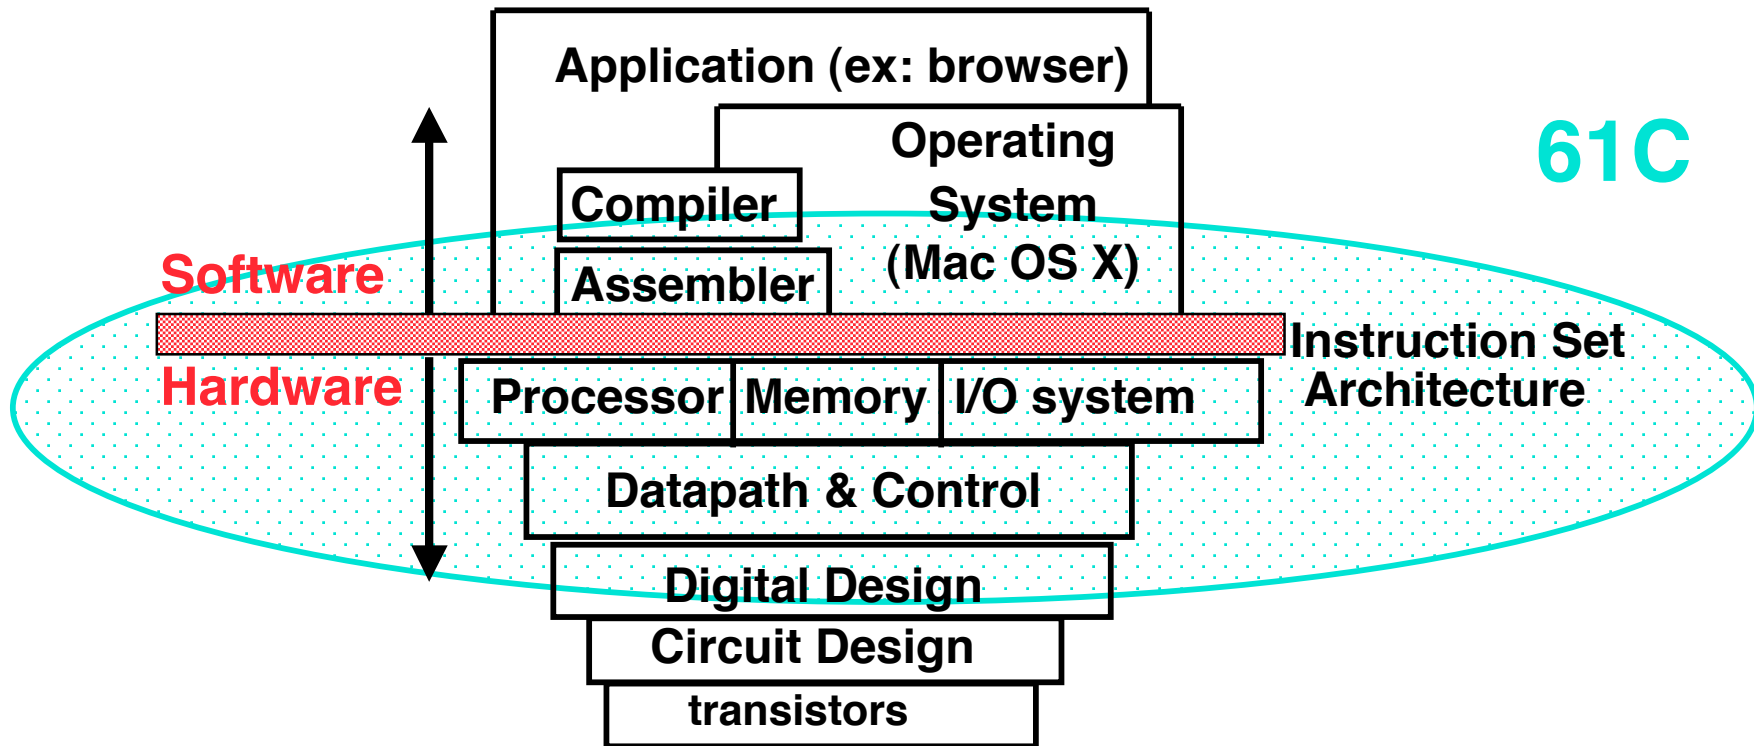 Application (ex: browser)
61C
Operating
System
(Mac OS X)
Compiler
Assembler
Software
Hardware
Instruction Set
Architecture
Processor
Memory
I/O system
Datapath & Control
Digital Design
Circuit Design
transistors